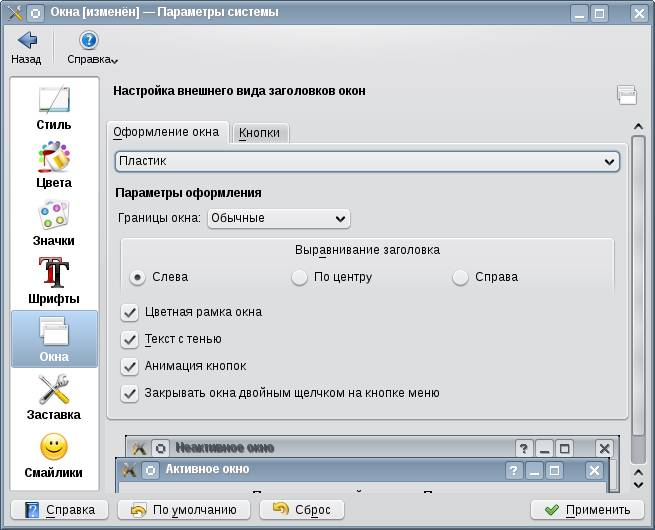 Окна [изменён] — Параметры системы
Назад
Справка
Настройка внешнего вида заголовков окон
Стиль
Цвета
Значки
Шрифты
Окна
Заставка
Смайлики
Оформление окна
Кнопки
Пластик
Параметры оформления
Границы окна: Обычные
Выравнивание заголовка
Слева По центру Справа
Цветная рамка окна
Текст с тенью
Анимация кнопок
Закрывать окна двойным щелчком на кнопке меню
Неактивное окно
Активное окно
Справка По умолчанию Сброс Применить